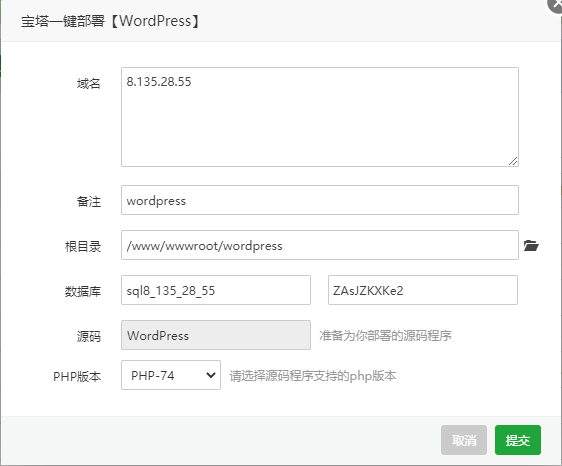 宝塔一键部署【WordPress】
域名 8.135.28.55
备注 wordpress
根目录 /www/wwwroot/wordpress
数据库 sql8_135_28_55 ZAsJZKXKe2
源码 WordPress 准备为你部署的源码程序
PHP版本 PHP-74 请选择源码程序支持的php版本
取消 提交